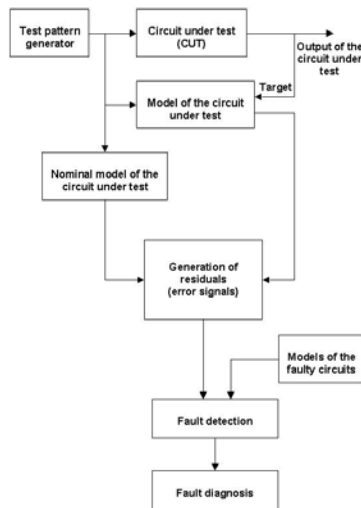 Test pattern
generator
Circuit under test
(CUT)
Output of the
circuit under
test
Target
Model of the circuit
under test
Nominal model of the
circuit under test
Generation of
residuals
(error signals)
Models of the
faulty circuits
Fault detection
Fault diagnosis